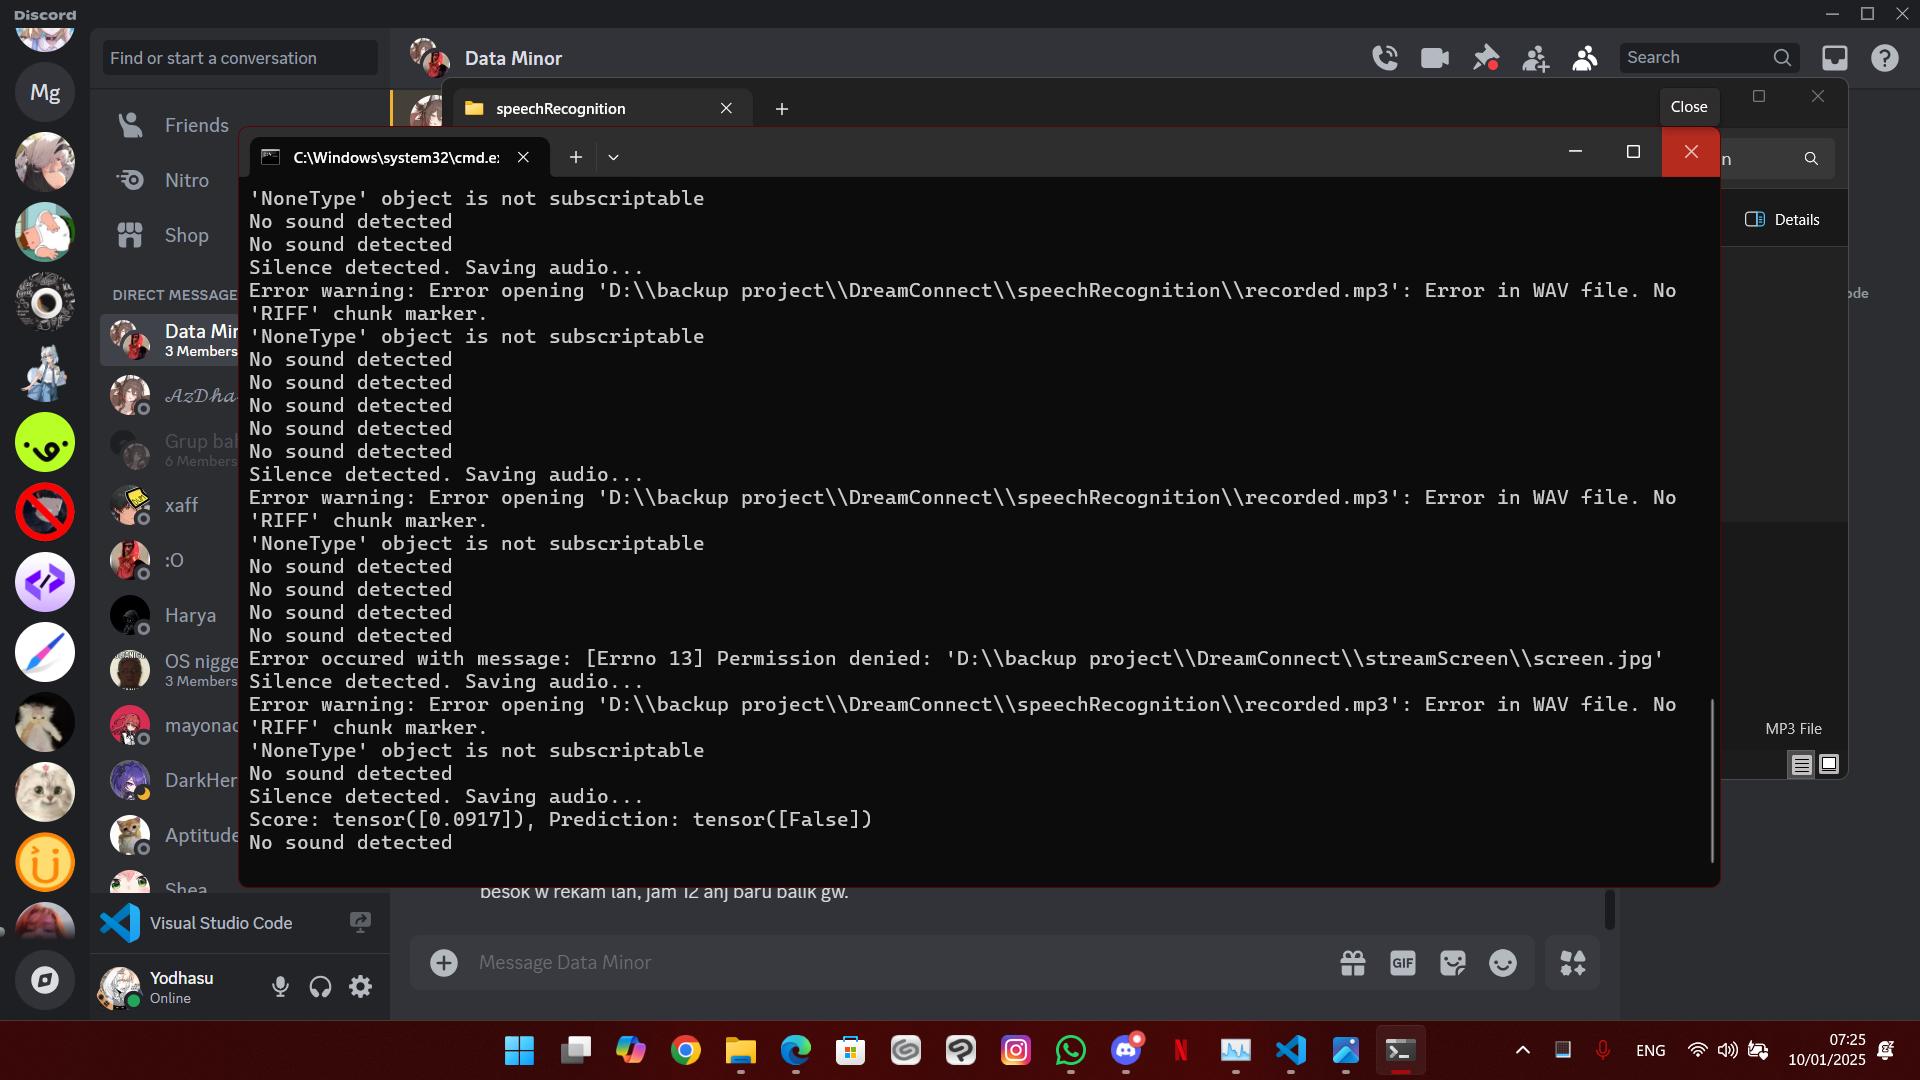 Discord
Find or start a conversation
Data Minor
Search
Mg
Friends
speechRecognition
Close
C:\Windows\system32\cmd.e:
n
Nitro
Shop
Details
DIRECT MESSAGE
Data Min
3 Members
AzDha
Grup bal
6 Members
xaff
:O
Harya
OS nigge
3 Members
mayonac
DarkHer
Aptitude
Shea
'NoneType' object is not subscriptable
No sound detected
No sound detected
Silence detected. Saving audio...
Error warning: Error opening 'D:\\backup project\\DreamConnect\\speechRecognition\\recorded.mp3': Error in WAV file. No
'RIFF' chunk marker.
'NoneType' object is not subscriptable
No sound detected
No sound detected
No sound detected
No sound detected
No sound detected
Silence detected. Saving audio...
Error warning: Error opening 'D:\\backup project\\DreamConnect\\speechRecognition\\recorded.mp3': Error in WAV file. No
'RIFF' chunk marker.
'NoneType' object is not subscriptable
No sound detected
No sound detected
No sound detected
No sound detected
Error occured with message: [Errno 13] Permission denied: 'D:\\backup project\\DreamConnect\\streamScreen\\screen.jpg'
Silence detected. Saving audio...
Error warning: Error opening 'D:\\backup project\\DreamConnect\\speechRecognition\\recorded.mp3': Error in WAV file. No
'RIFF' chunk marker.
'NoneType' object is not subscriptable
No sound detected
Silence detected. Saving audio...
Score: tensor([0.0917]), Prediction: tensor([False])
No sound detected
ode
MP3 File
besok w rekam lah, jam 12 anj baru balik gw.
Visual Studio Code
Message Data Minor
GIF
Yodhasu
Online
ENG
07:25
10/01/2025